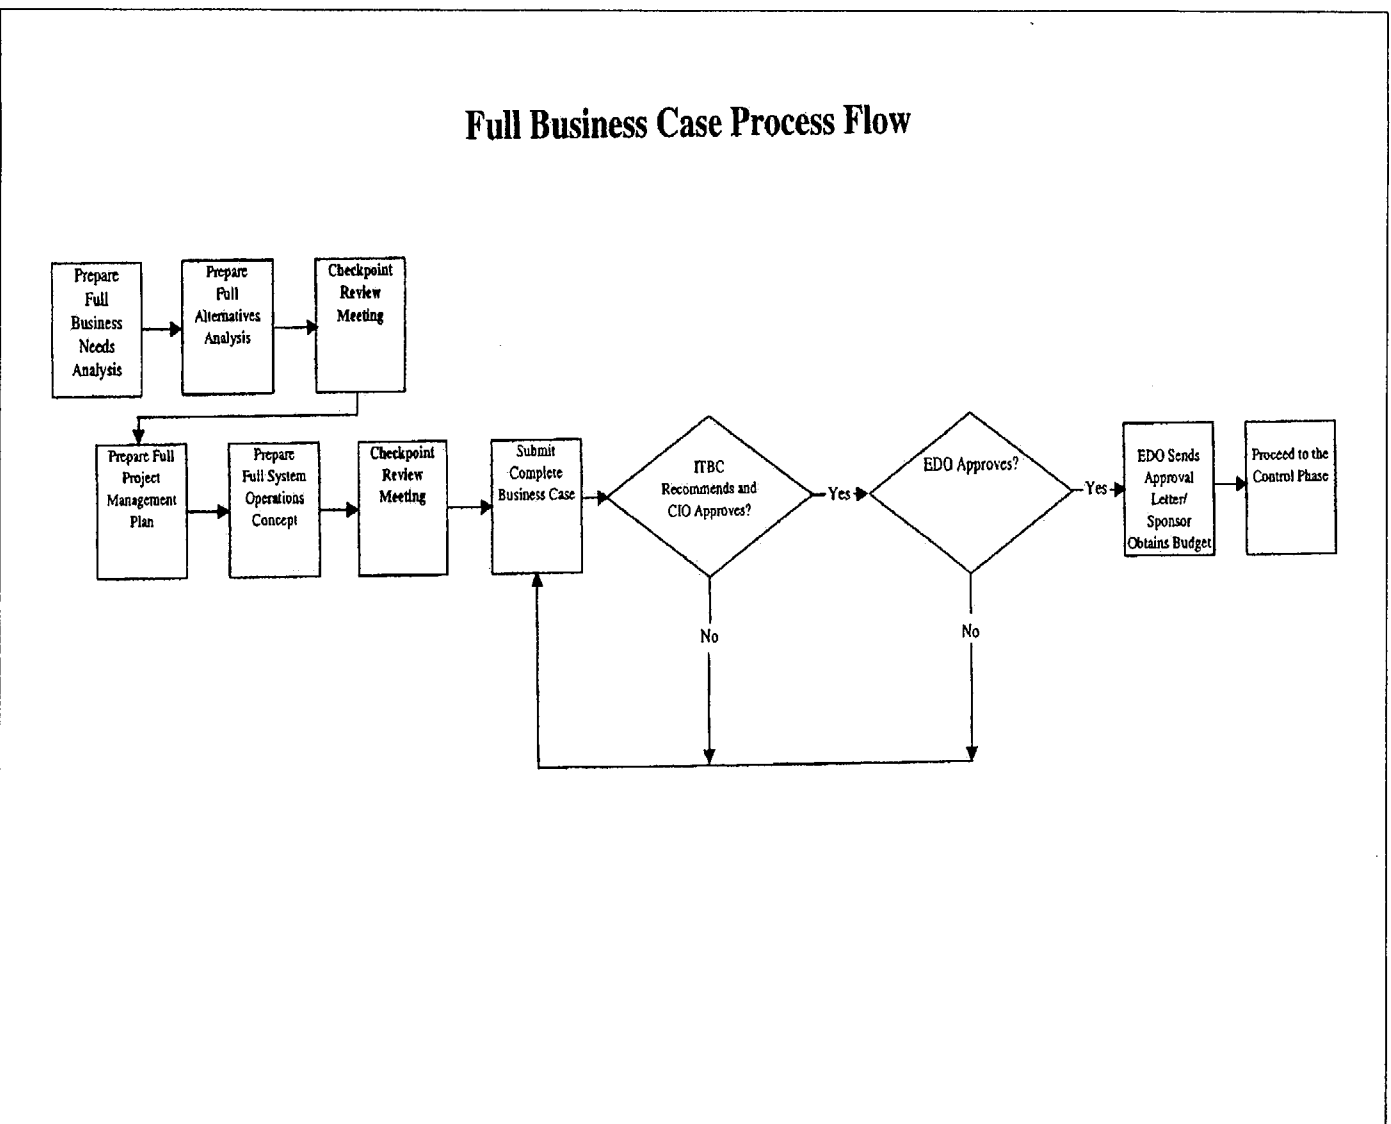 Full Business Case Process Flow
Prepare
Full
Business
Needs
Analysis
Prepare
Full
Alternatives
Analysis
Checkpoint
Review
Meeting
Prepare Full
Project
Management
Plan
Prepare
Full System
Operations
Concept
Checkpoint
Review
Meeting
Submit
Complete
Business Case
ITBC
Recommends and
CIO Approves?
Yes
No
EDO Approves?
Yes
No
EDO Sends
Approval
Letter/
Sponsor
Obtains Budget
Proceed to the
Control Phase